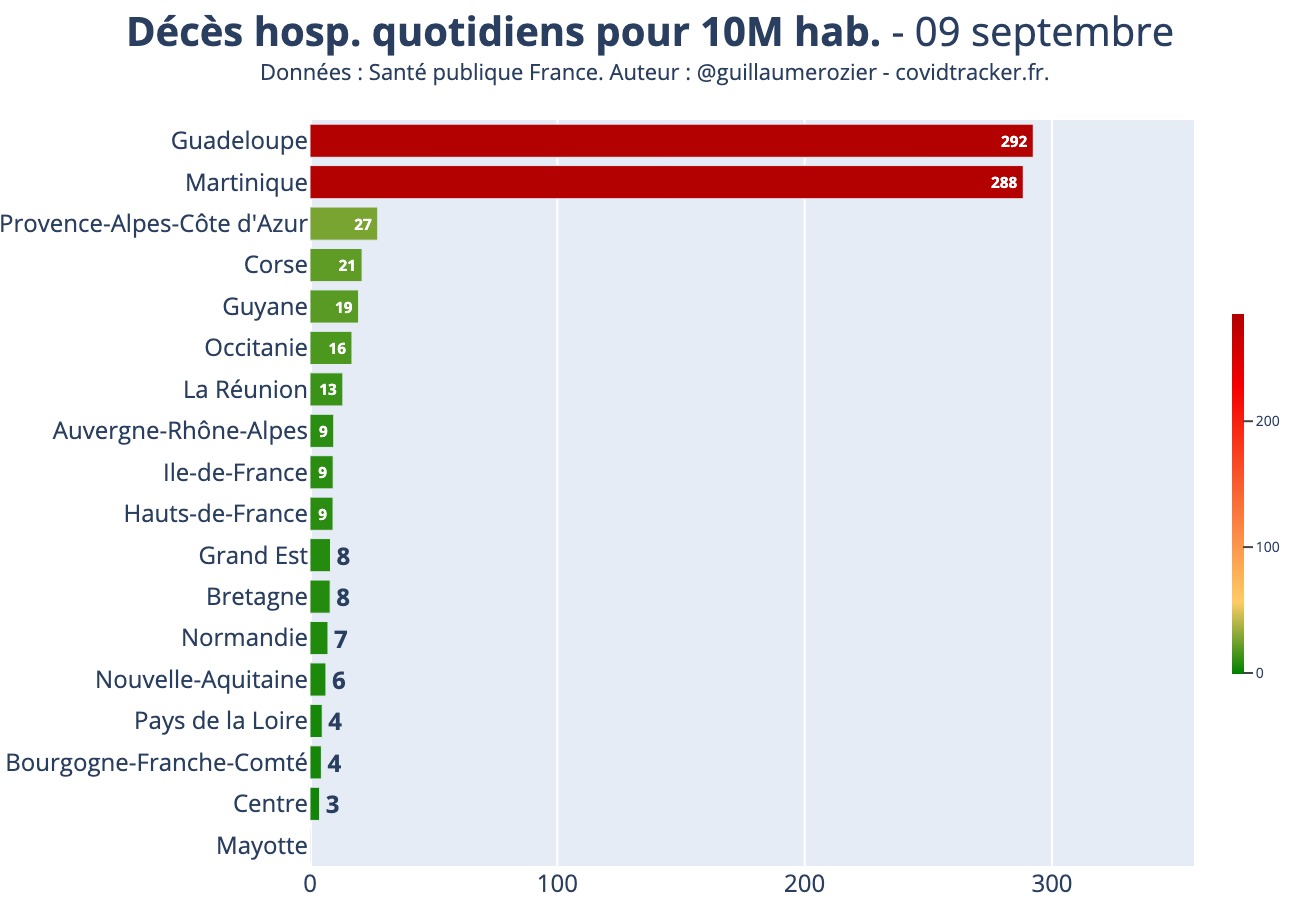 Décès hosp. quotidiens pour 10M hab. - 09 septembre
Données : Santé publique France. Auteur : @guillaumerozier - covidtracker.fr.
Guadeloupe 292
Martinique 288
Provence-Alpes-Côte d'Azur 27
Corse 21
Guyane 19
Occitanie 16
La Réunion 13
Auvergne-Rhône-Alpes 9
Ile-de-France 9
Hauts-de-France 9
Grand Est 8
Bretagne 8
Normandie 7
Nouvelle-Aquitaine 6
Pays de la Loire 4
Bourgogne-Franche-Comté 4
Centre 3
Mayotte
0 100 200 300
200
100
0